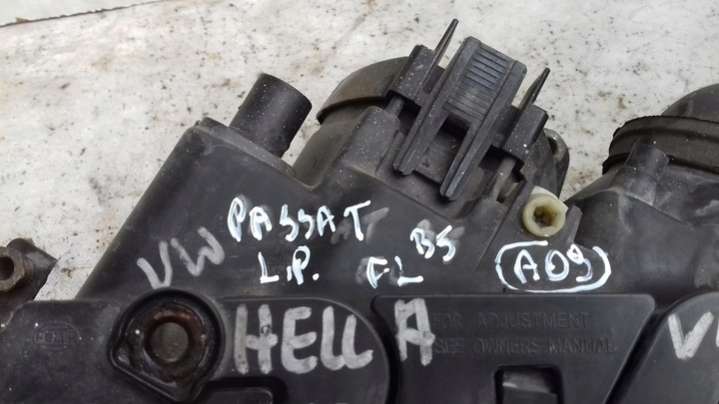 VW PASSAT
L.P. FL B5 A09
HELLA
FOR ADJUSTMENT
SEE OWNERS MANUAL